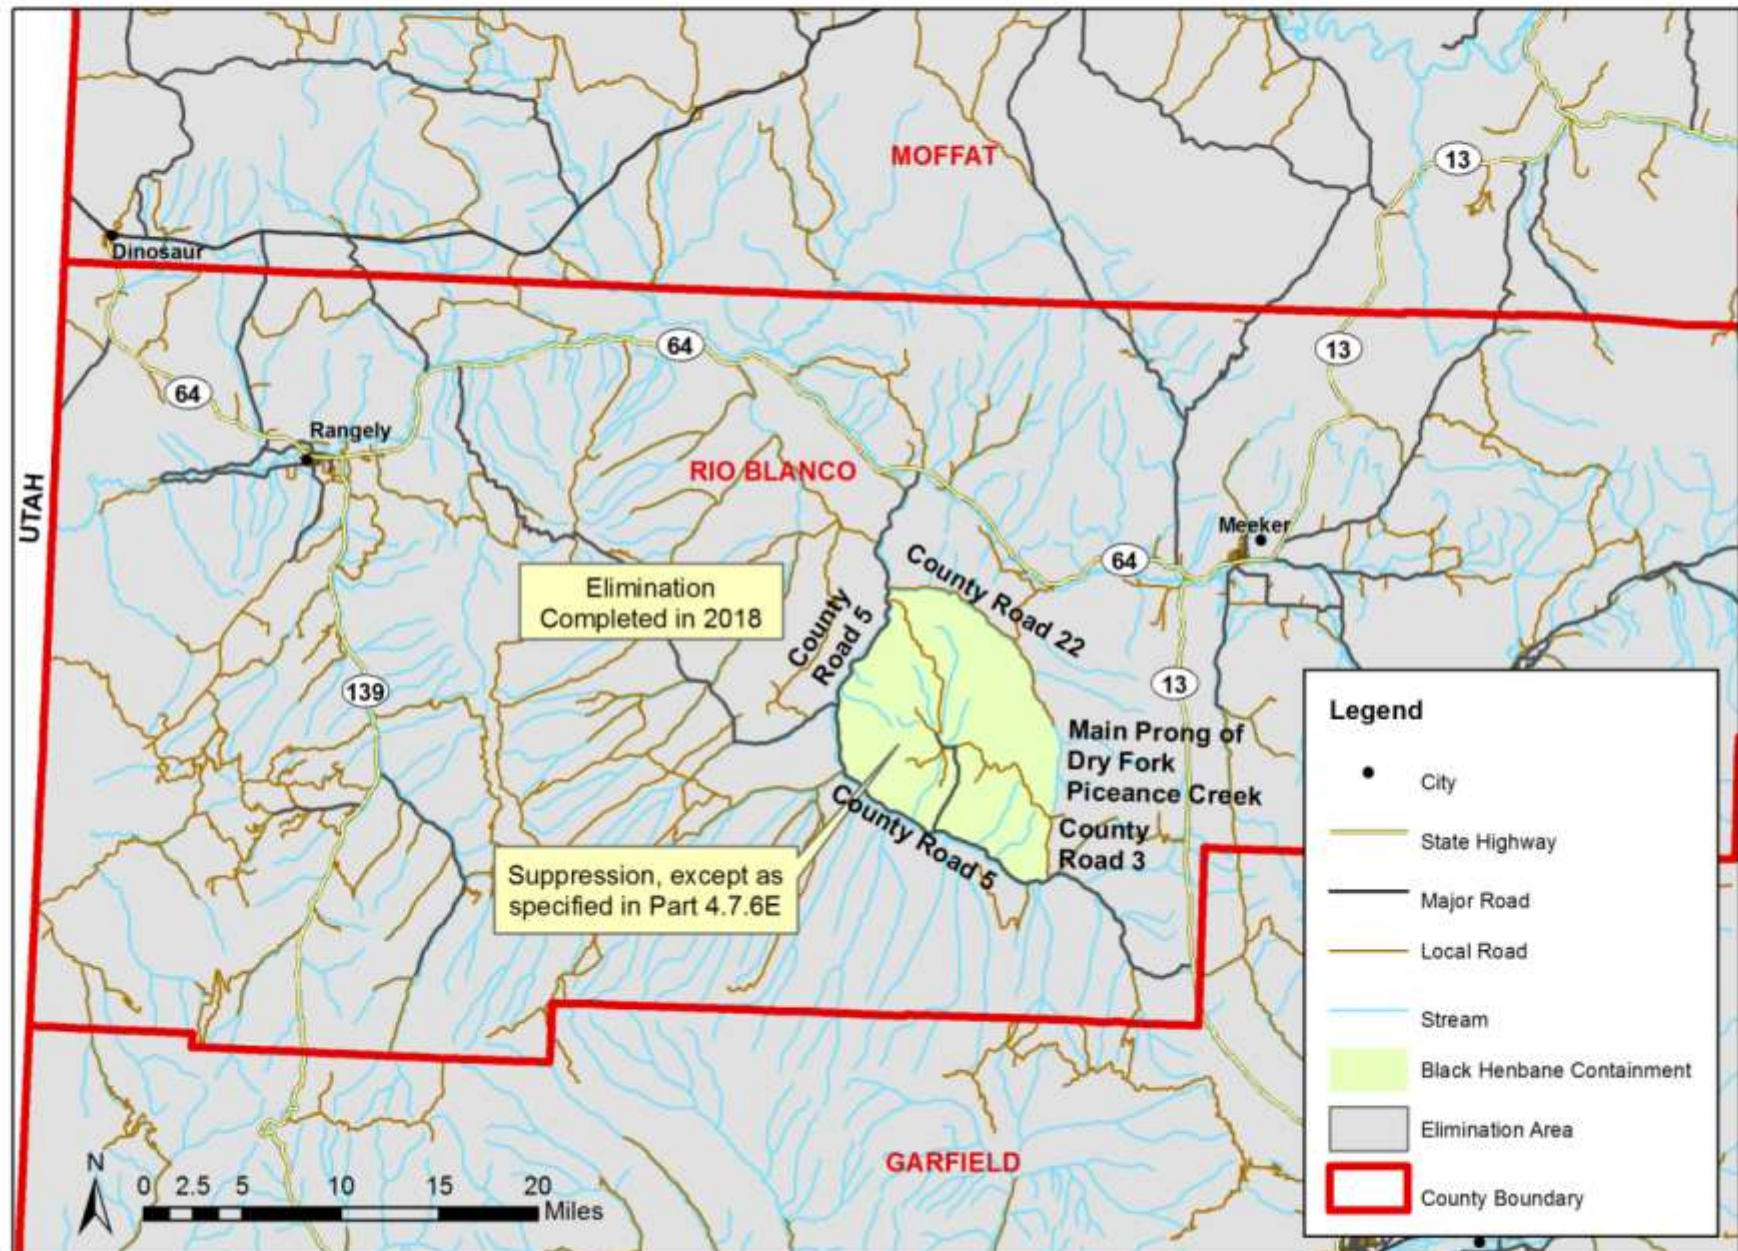 MOFFAT
13
Dinosaur
64
13
64
Rangely
RIO BLANCO
UTAH
Meeker
64
County Road 22
Elimination
Completed in 2018
County
Road 5
139
13
Main Prong of
Dry Fork
Piceance Creek
County Road 5
County
Road 3
Suppression, except as
specified in Part 4.7.6E
GARFIELD
N
0 2.5 5 10 15 20
Miles
Legend
City
State Highway
Major Road
Local Road
Stream
Black Henbane Containment
Elimination Area
County Boundary